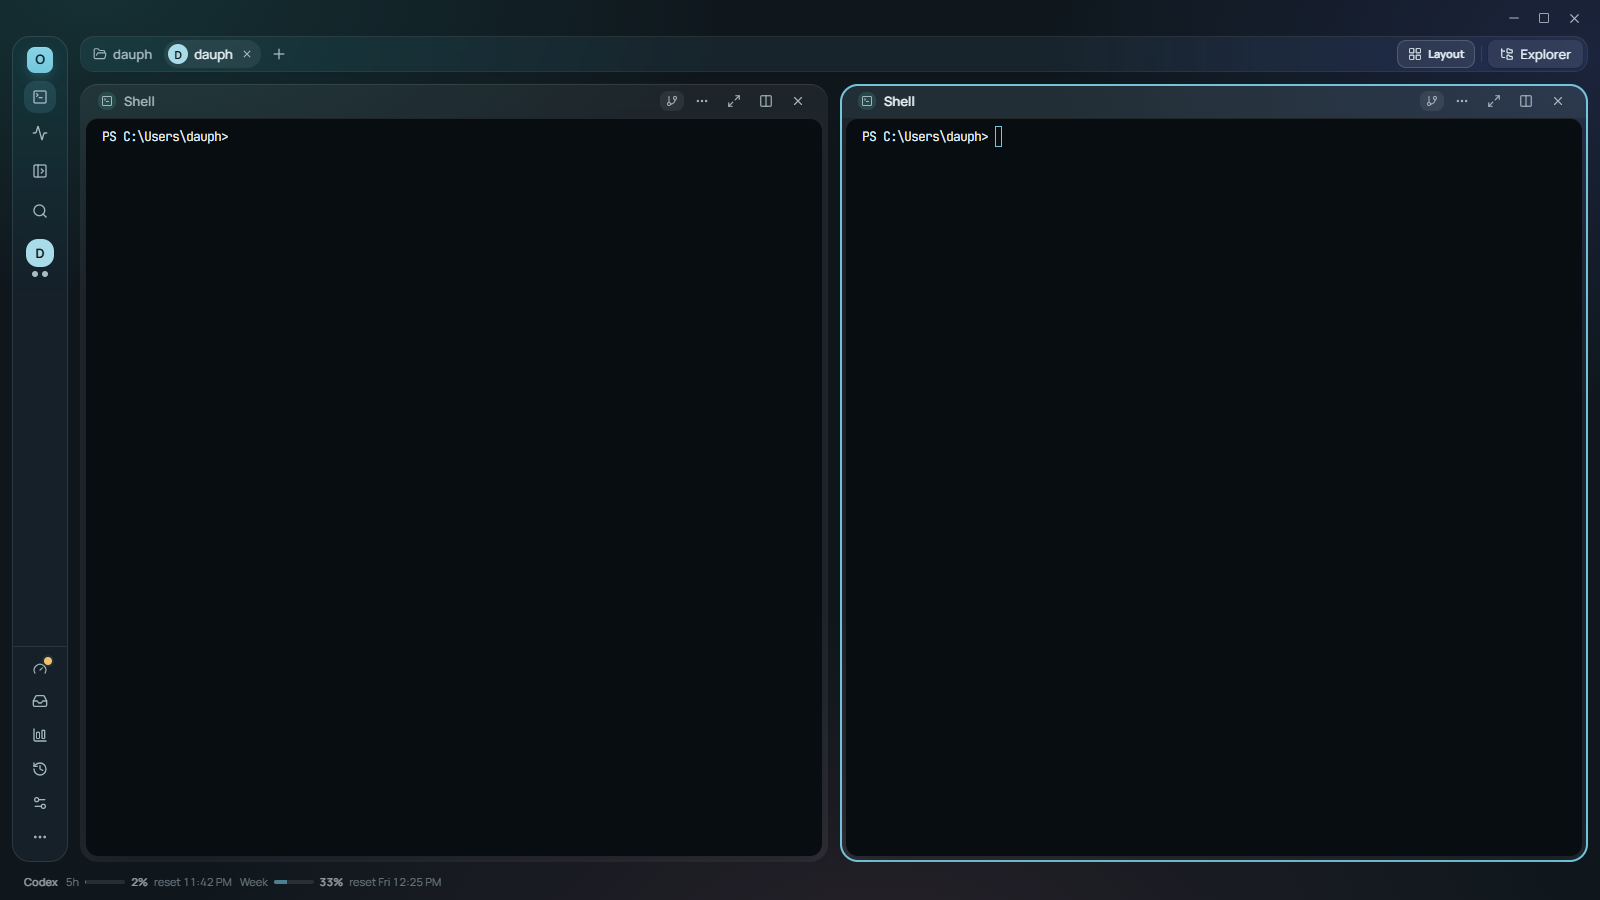 O
dauph
D dauph
Layout
Explorer
Shell
Shell
PS C:\Users\dauph>
PS C:\Users\dauph>
D
Codex 5h 2% reset 11:42 PM Week 33% reset Fri 12:25 PM